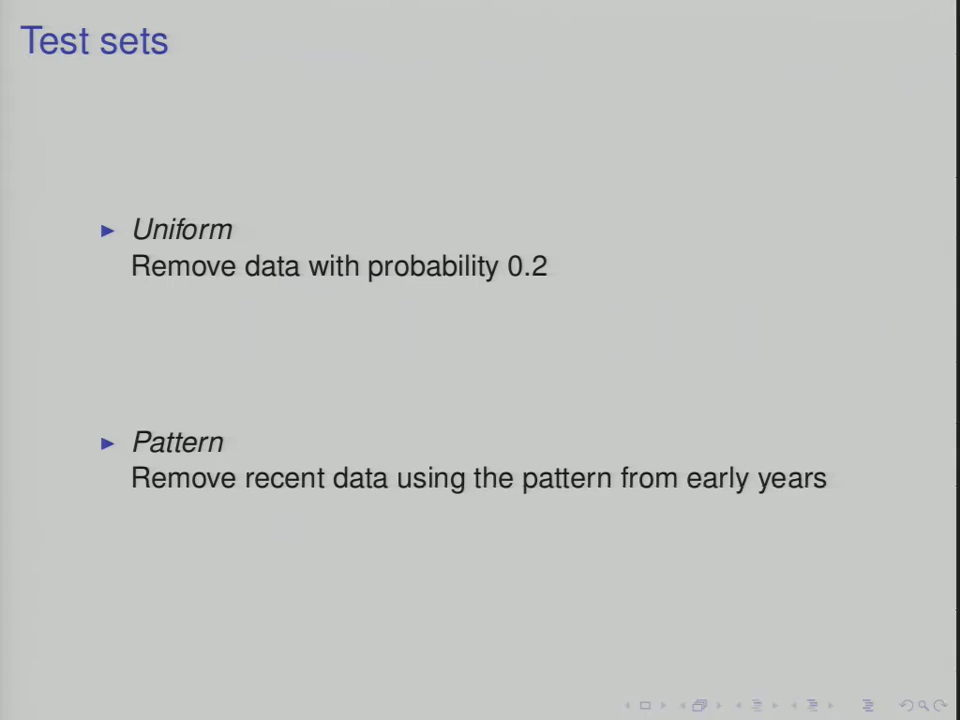 Test sets
Uniform
Remove data with probability 0.2
Pattern
Remove recent data using the pattern from early years